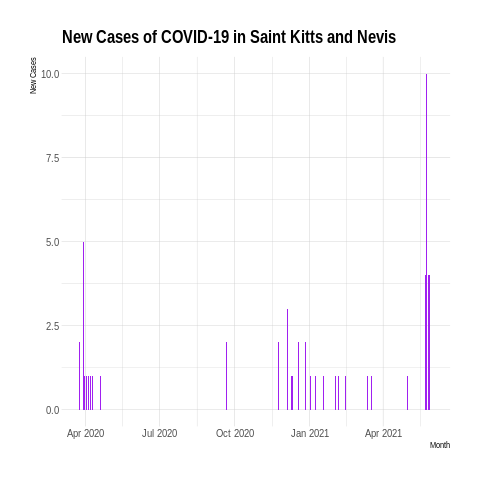 New Cases of COVID-19 in Saint Kitts and Nevis
New Cases
10.0
7.5
5.0
2.5
0.0
Apr 2020 Jul 2020 Oct 2020 Jan 2021 Apr 2021
Month